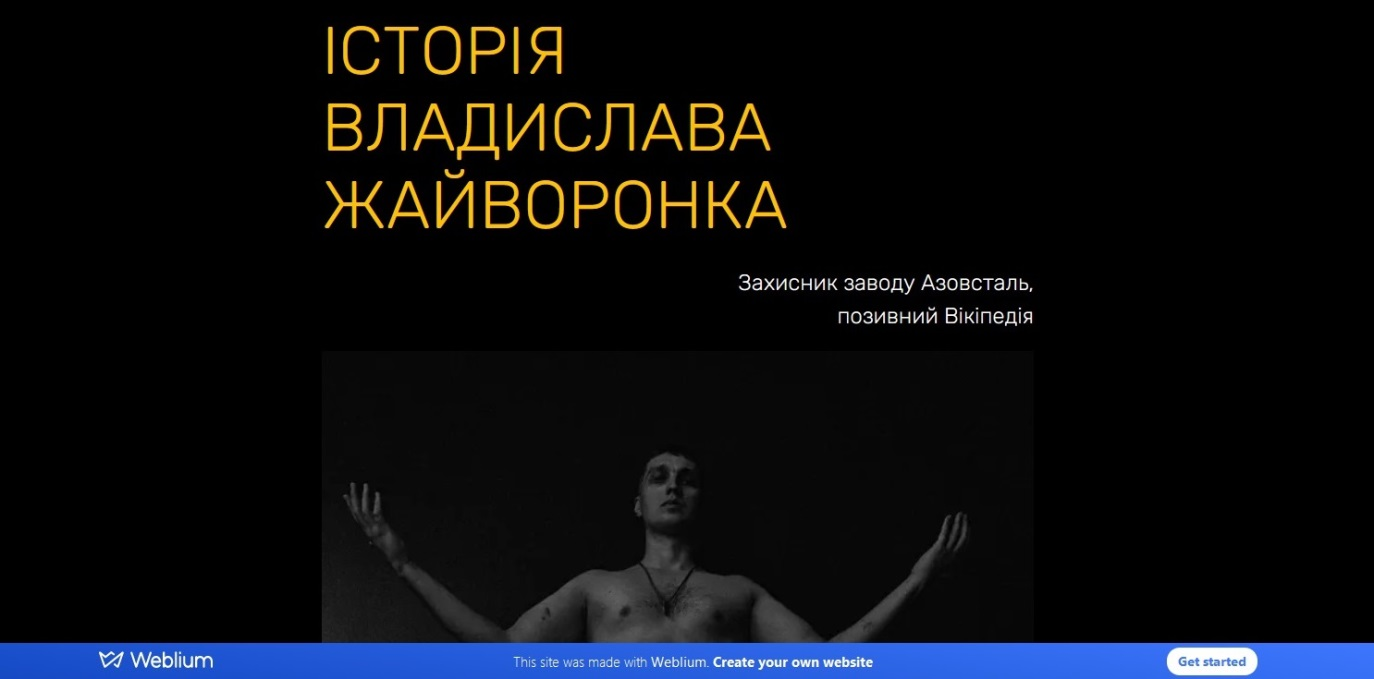 ІСТОРІЯ
ВЛАДИСЛАВА
ЖАЙВОРОНКА
Захисник заводу Азовсталь,
позивний Вікіпедія
Weblium
This site was made with Weblium. Create your own website
Get started